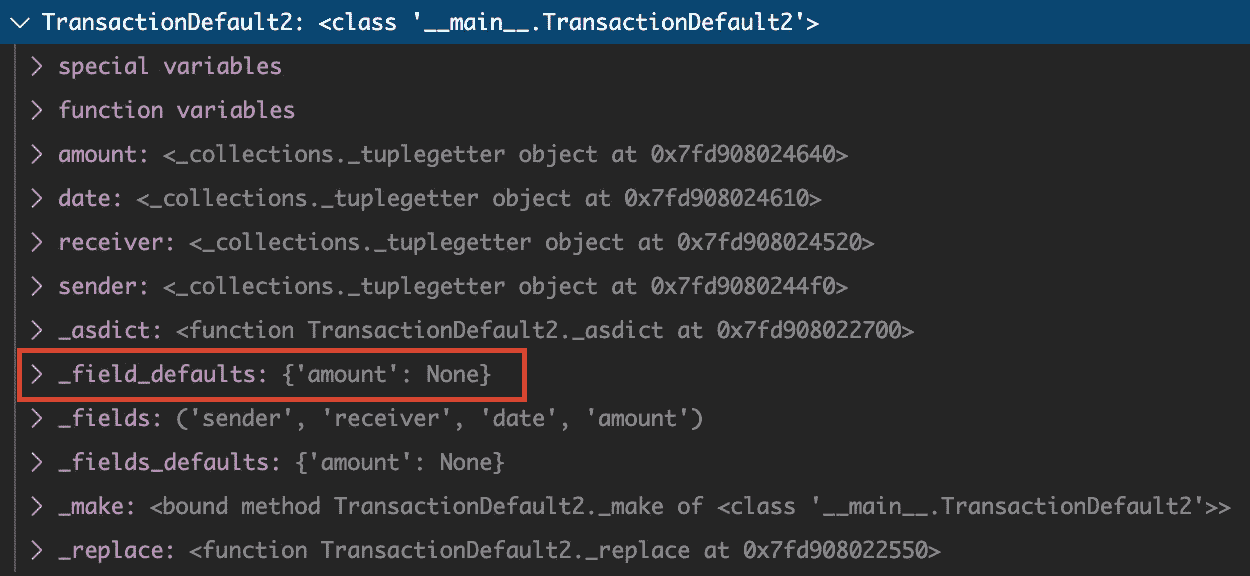 TransactionDefault2: <class '__main__.TransactionDefault2'>
special variables
function variables
amount: <_collections._tuplegetter object at 0x7fd908024640>
date: <_collections._tuplegetter object at 0x7fd908024610>
receiver: <_collections._tuplegetter object at 0x7fd908024520>
sender: <_collections._tuplegetter object at 0x7fd9080244f0>
_asdict: <function TransactionDefault2._asdict at 0x7fd908022700>
_field_defaults: {'amount': None}
_fields: ('sender', 'receiver', 'date', 'amount')
_fields_defaults: {'amount': None}
_make: <bound method TransactionDefault2._make of <class '__main__.TransactionDefault2'>>
_replace: <function TransactionDefault2._replace at 0x7fd908022550>